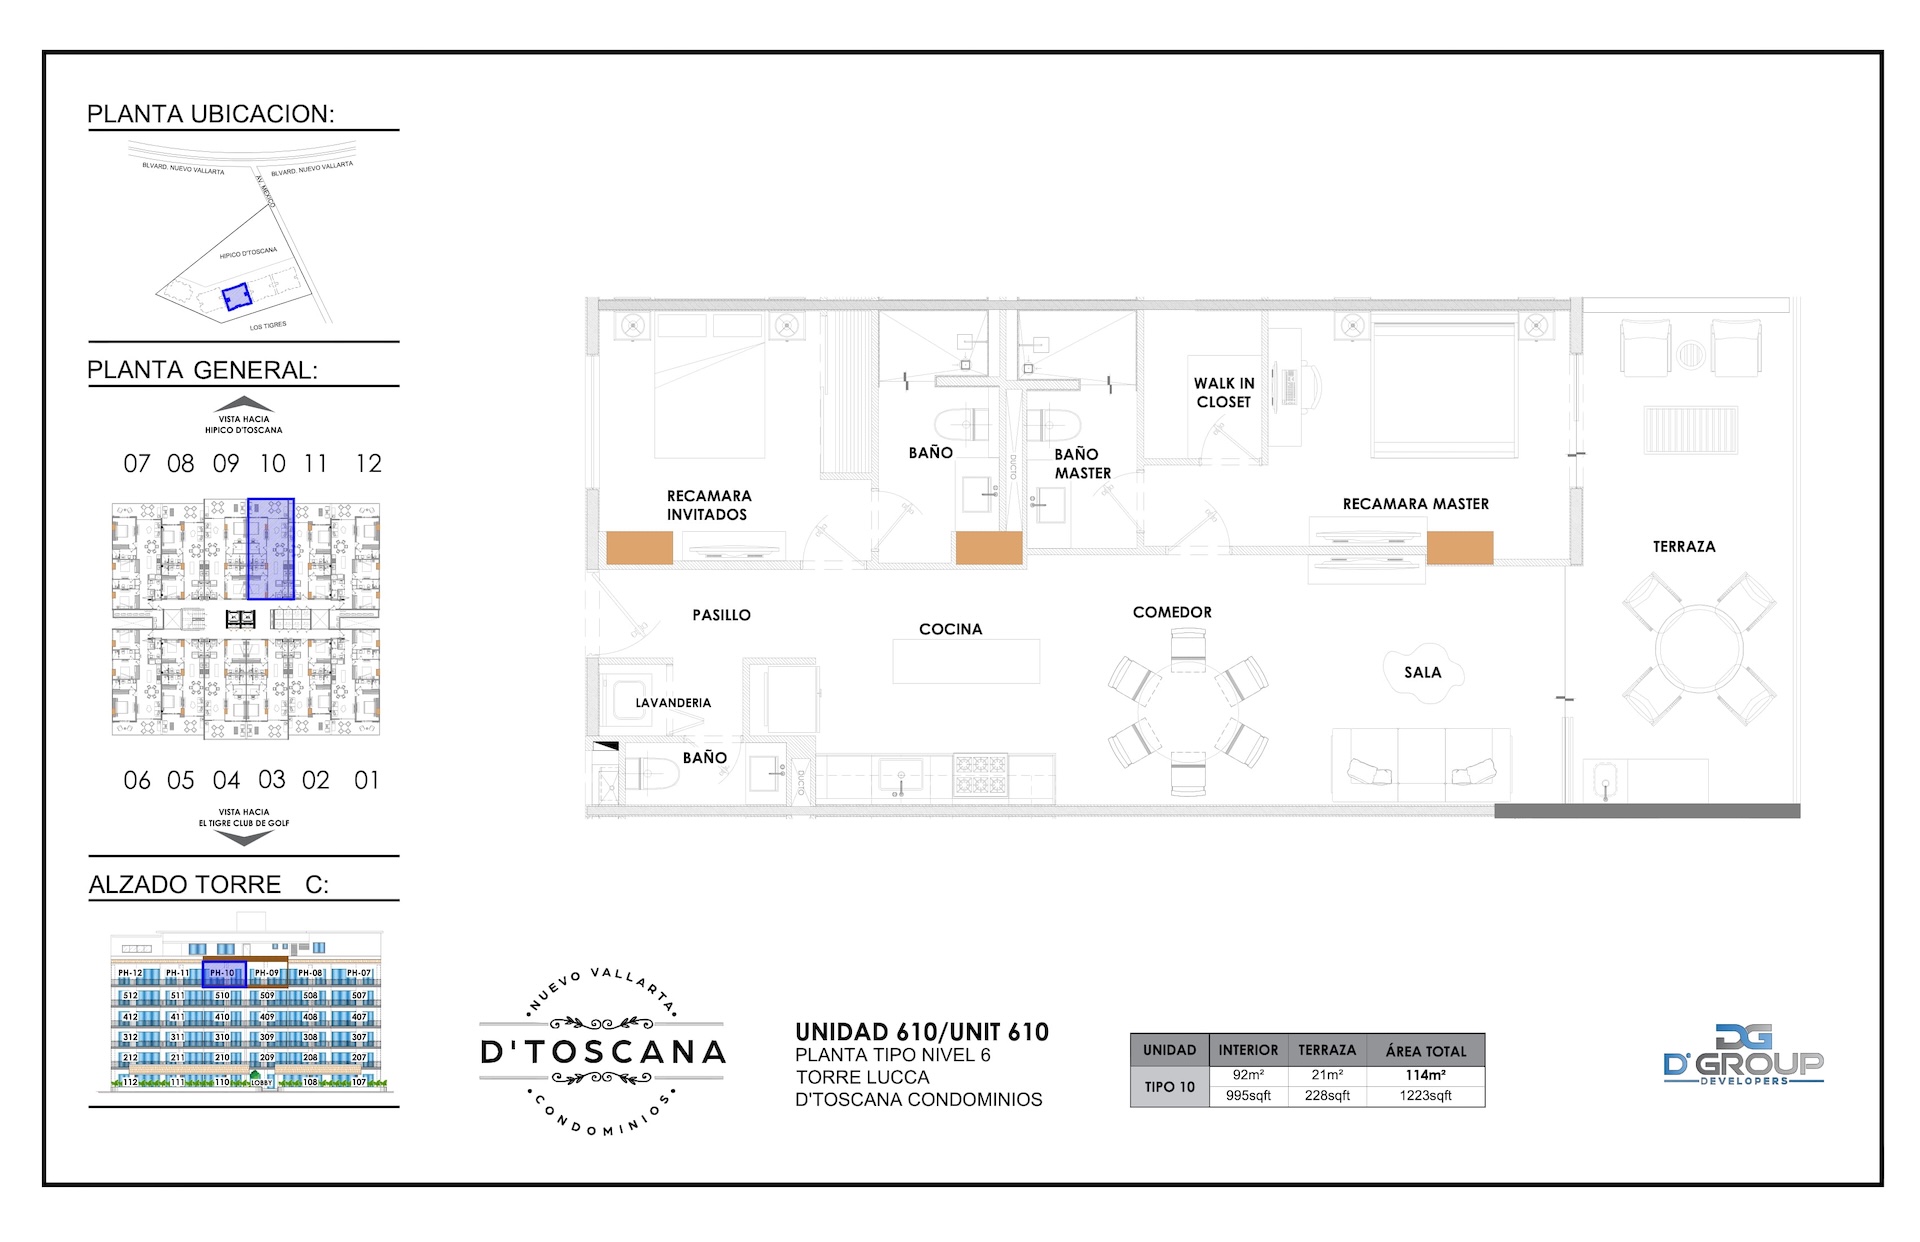 PLANTA UBICACION:
BLVARD. NUEVO VALLARTA
BLVARD. NUEVO VALLARTA
AV. MEXICO
HIPICO D'TOSCANA
LOS TIGRES
PLANTA GENERAL:
VISTA HACIA
HIPICO D'TOSCANA
07 08 09 10 11 12
06 05 04 03 02 01
VISTA HACIA
EL TIGRE CLUB DE GOLF
ALZADO TORRE C:
PH-12 PH-11 PH-10 PH-09 PH-08 PH-07
512 511 510 509 508 507
412 411 410 409 408 407
312 311 310 309 308 307
212 211 210 209 208 207
112 111 110 LOBBY 108 107
WALK IN
CLOSET
BAÑO
BAÑO
MASTER
DUCTO
RECAMARA
INVITADOS
RECAMARA MASTER
TERRAZA
PASILLO
COCINA
COMEDOR
SALA
LAVANDERIA
BAÑO
DUCTO
NUEVO VALLARTA
D'TOSCANA
CONDOMINIOS
UNIDAD 610/UNIT 610
PLANTA TIPO NIVEL 6
TORRE LUCCA
D'TOSCANA CONDOMINIOS
UNIDAD INTERIOR TERRAZA ÁREA TOTAL
TIPO 10 92m² 21m² 114m²
995sqft 228sqft 1223sqft
DG
D'GROUP
DEVELOPERS